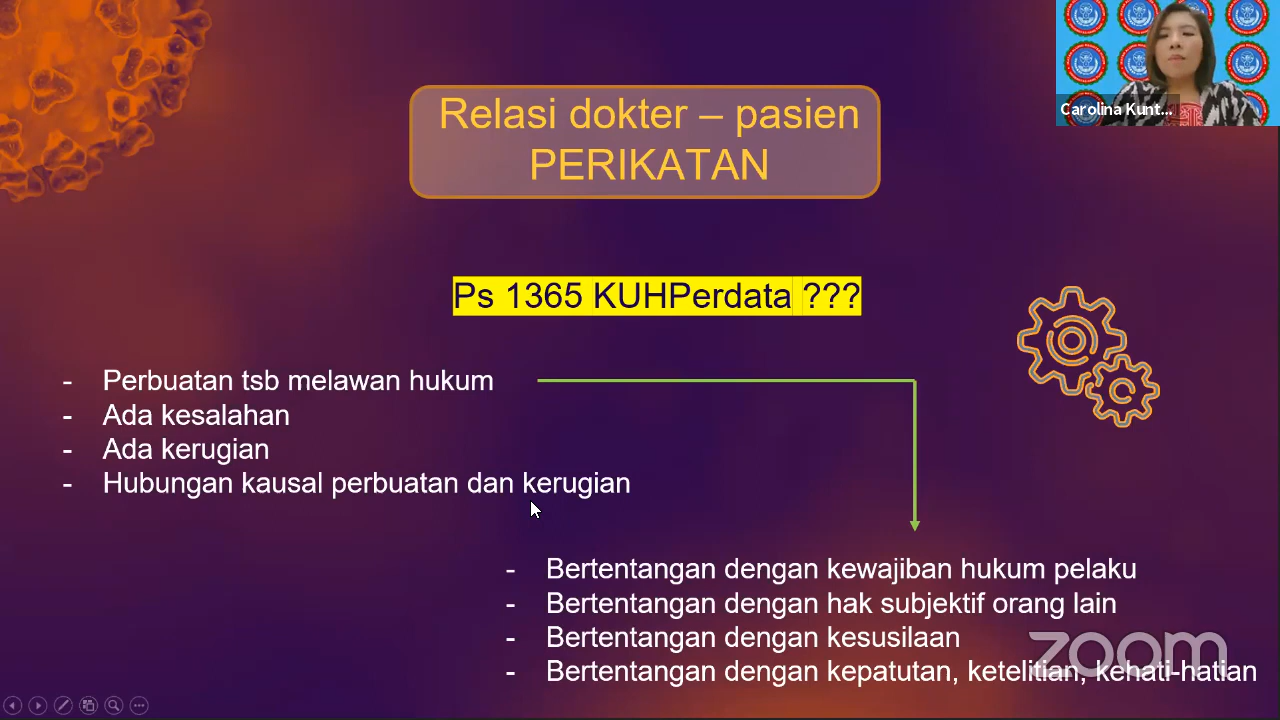 Relasi dokter – pasien
PERIKATAN
Carolina Kunt...
Ps 1365 KUHPerdata ???
- Perbuatan tsb melawan hukum
- Ada kesalahan
- Ada kerugian
- Hubungan kausal perbuatan dan kerugian
- Bertentangan dengan kewajiban hukum pelaku
- Bertentangan dengan hak subjektif orang lain
- Bertentangan dengan kesusilaan
- Bertentangan dengan kepatutan, ketelitian, kehati-hatian
zoom